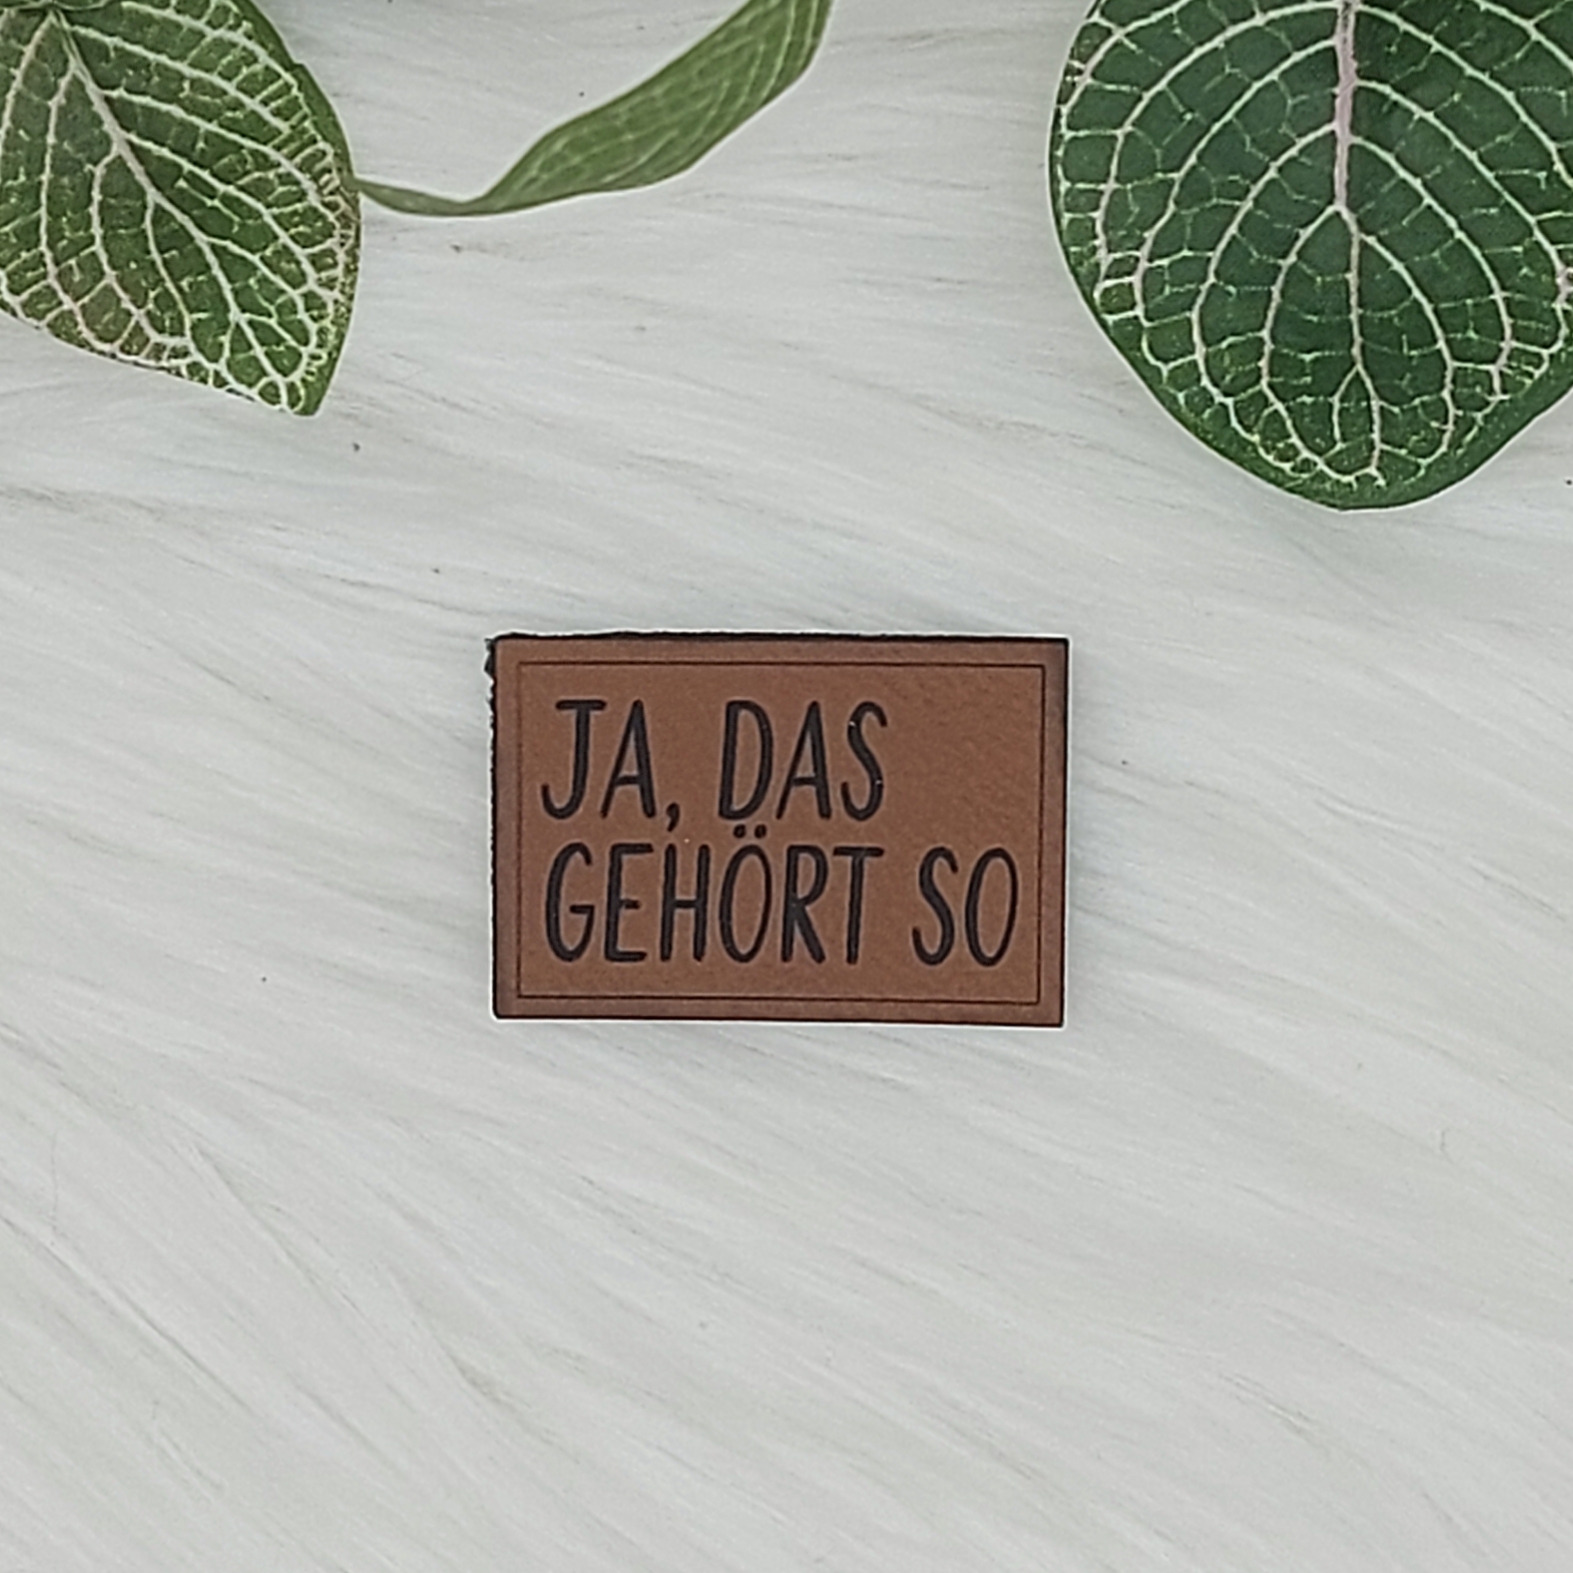 JA, DAS
GEHÖRT SO